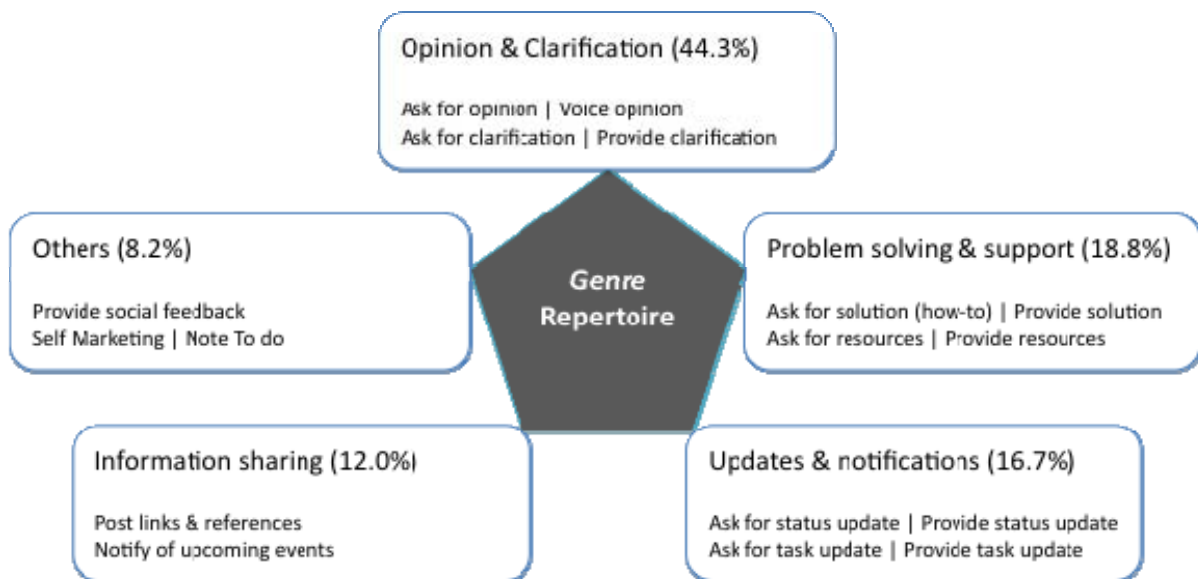 Opinion & Clarification (44.3%)
Ask for opinion | Voice opinion
Ask for clarification | Provide clarification
Others (8.2%)
Provide social feedback
Self Marketing | Note To do
Genre
Repertoire
Problem solving & support (18.8%)
Ask for solution (how-to) | Provide solution
Ask for resources | Provide resources
Information sharing (12.0%)
Post links & references
Notify of upcoming events
Updates & notifications (16.7%)
Ask for status update | Provide status update
Ask for task update | Provide task update